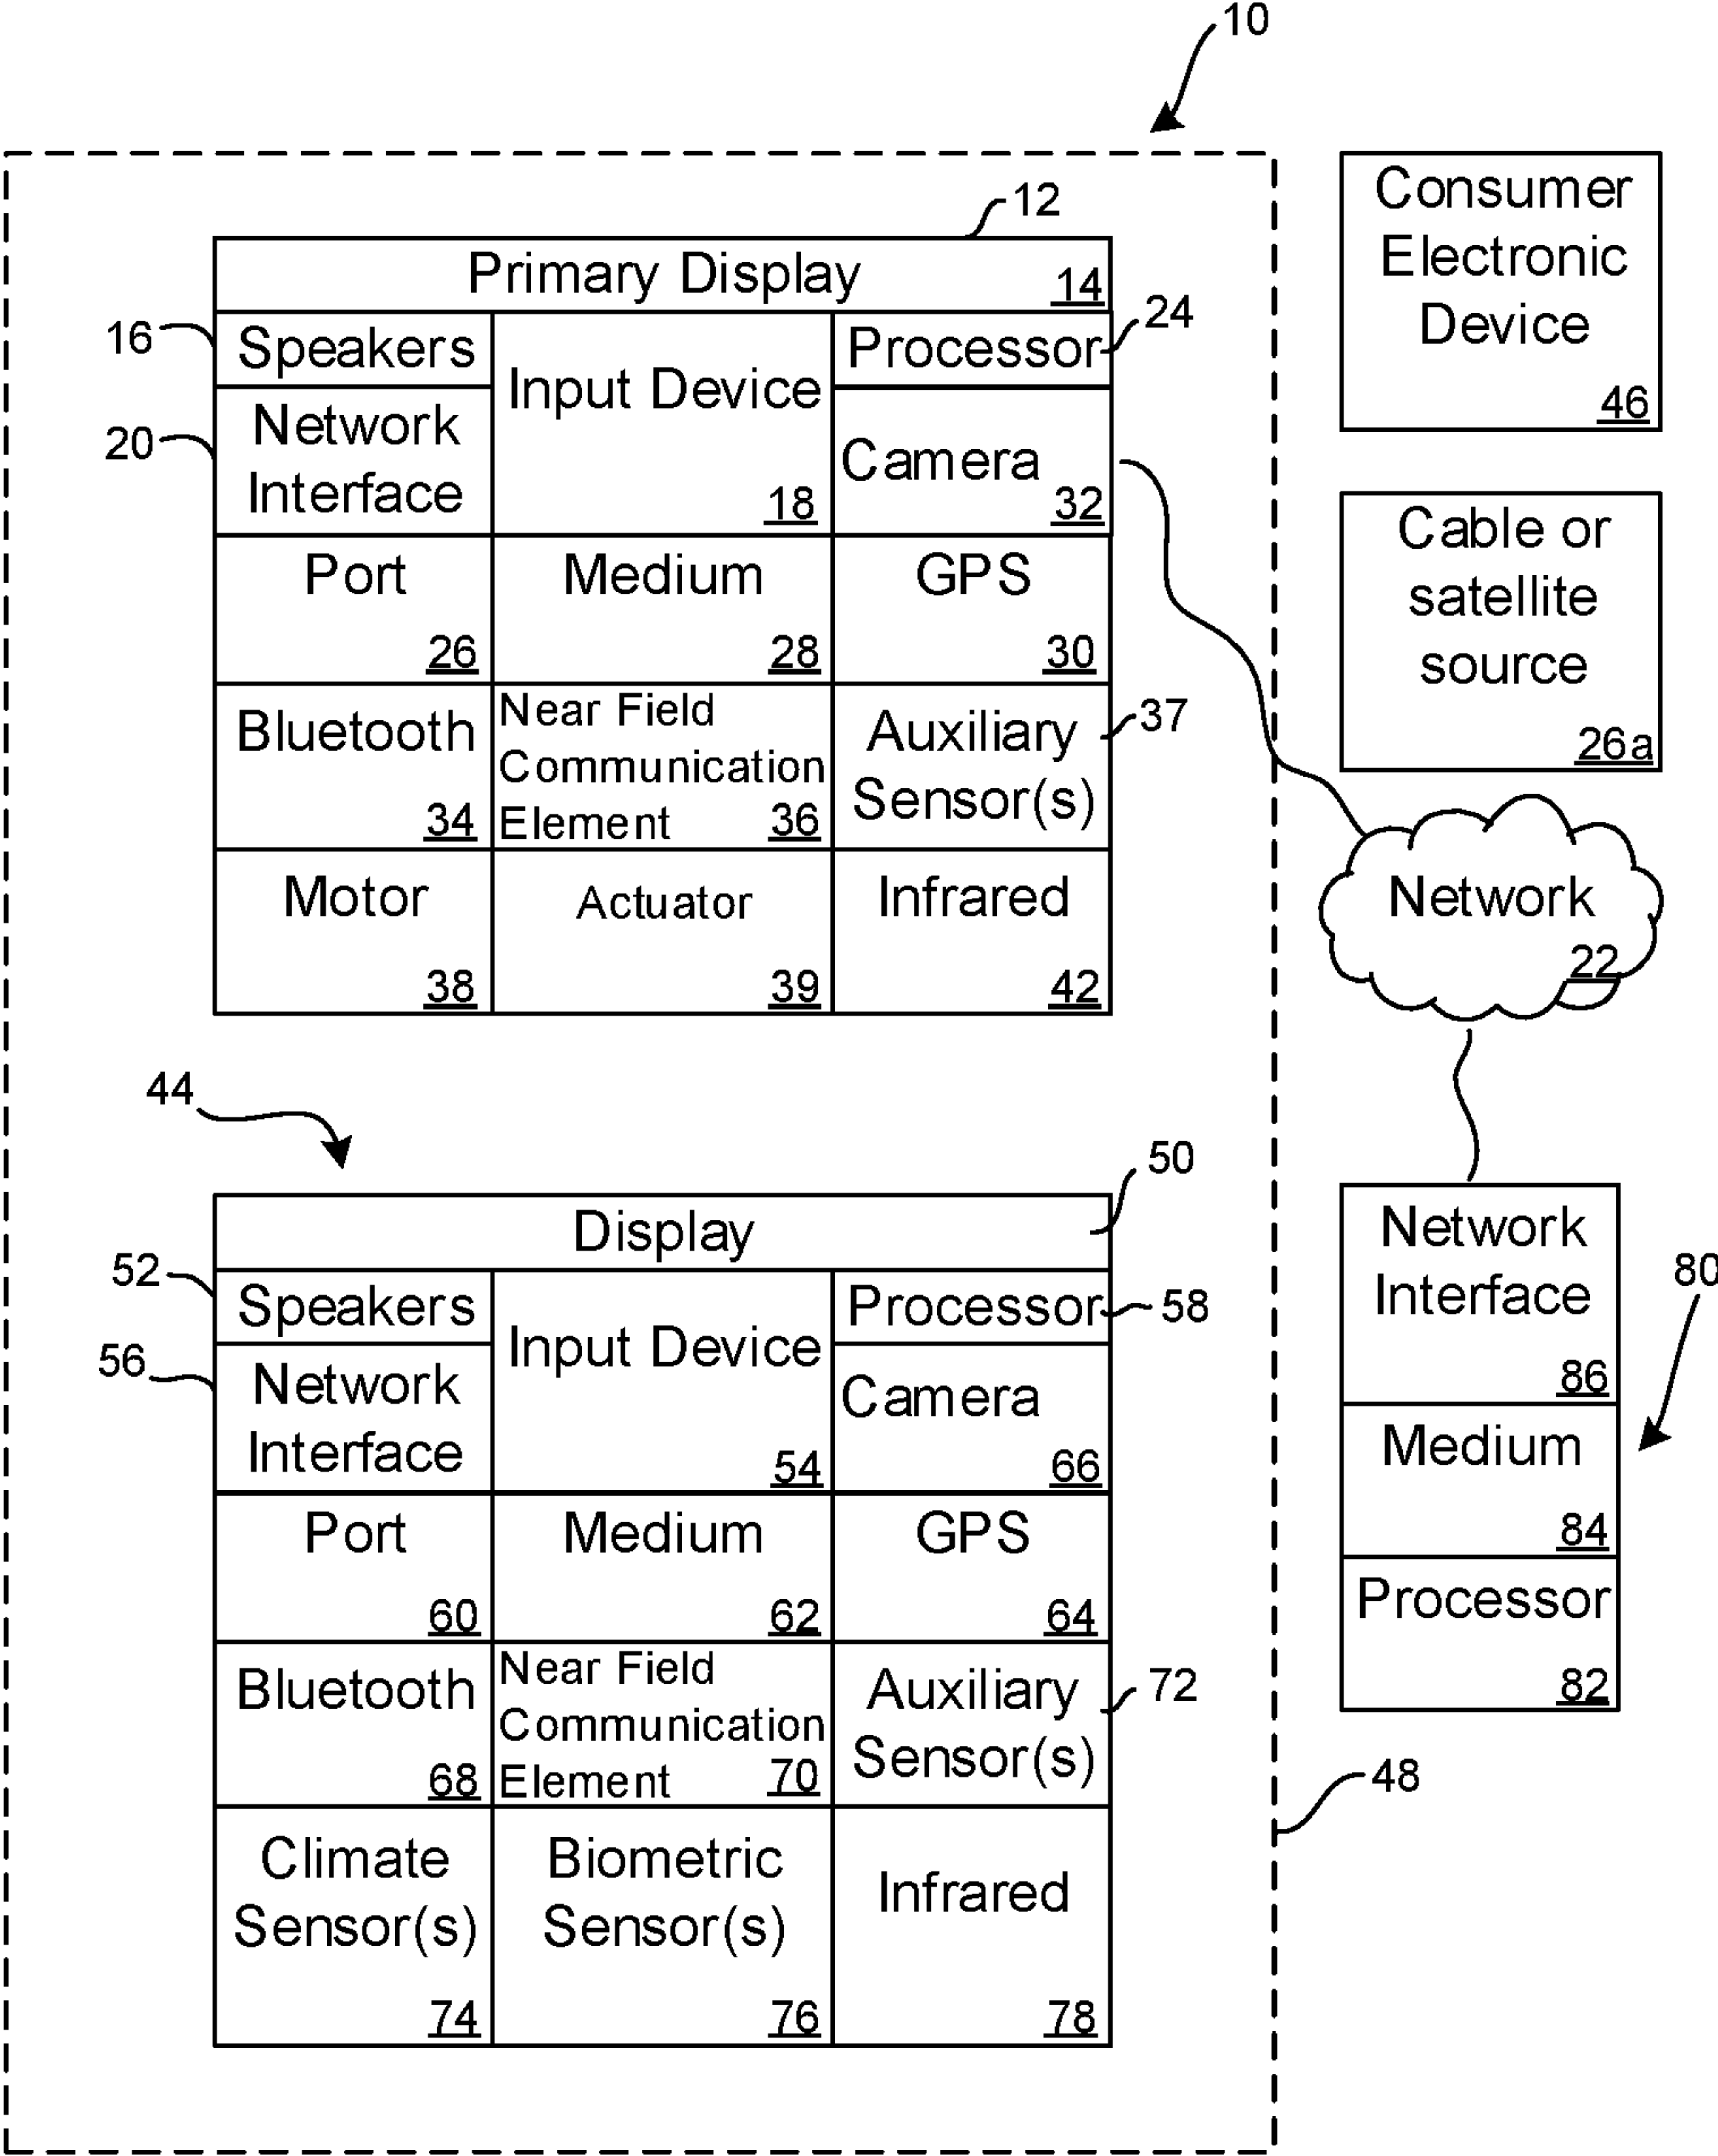 10
12
Primary Display
14
16
Speakers
Input Device
18
Processor
24
20
Network
Interface
Camera
32
Port
26
Medium
28
GPS
30
Bluetooth
34
Near Field
Communication
Element
36
Auxiliary
Sensor(s)
37
Motor
38
Actuator
39
Infrared
42
Consumer
Electronic
Device
46
Cable or
satellite
source
26a
Network
22
44
50
Display
52
Speakers
Input Device
54
Processor
58
56
Network
Interface
Camera
66
Port
60
Medium
62
GPS
64
Bluetooth
68
Near Field
Communication
Element
70
Auxiliary
Sensor(s)
72
Climate
Sensor(s)
74
Biometric
Sensor(s)
76
Infrared
78
Network
Interface
86
80
Medium
84
Processor
82
48